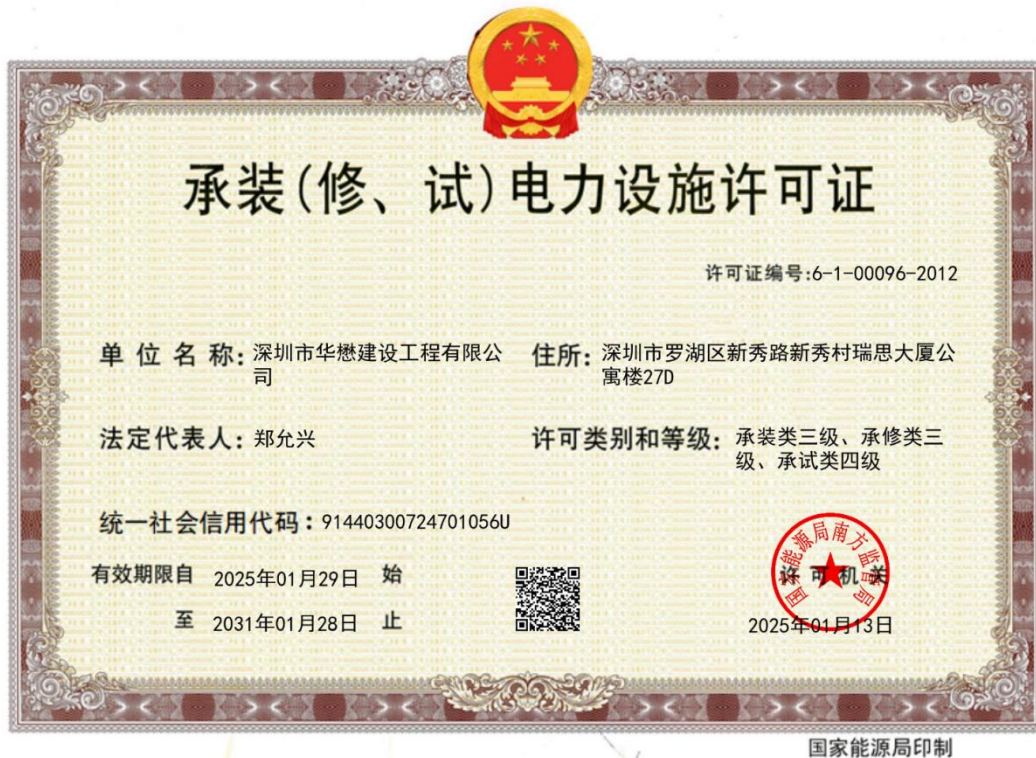 承装(修、试)电力设施许可证
许可证编号:6-1-00096-2012
单位名称:深圳市华懋建设工程有限公
司
住所:深圳市罗湖区新秀路新秀村瑞思大厦公
寓楼27D
法定代表人:郑允兴
许可类别和等级:承装类三级、承修类三
级、承试类四级
统一社会信用代码:91440300724701056U
有效期限自 2025年01月29日 始
至 2031年01月28日 止
国家能源局南方监管局
许可机关
2025年01月13日
国家能源局印制